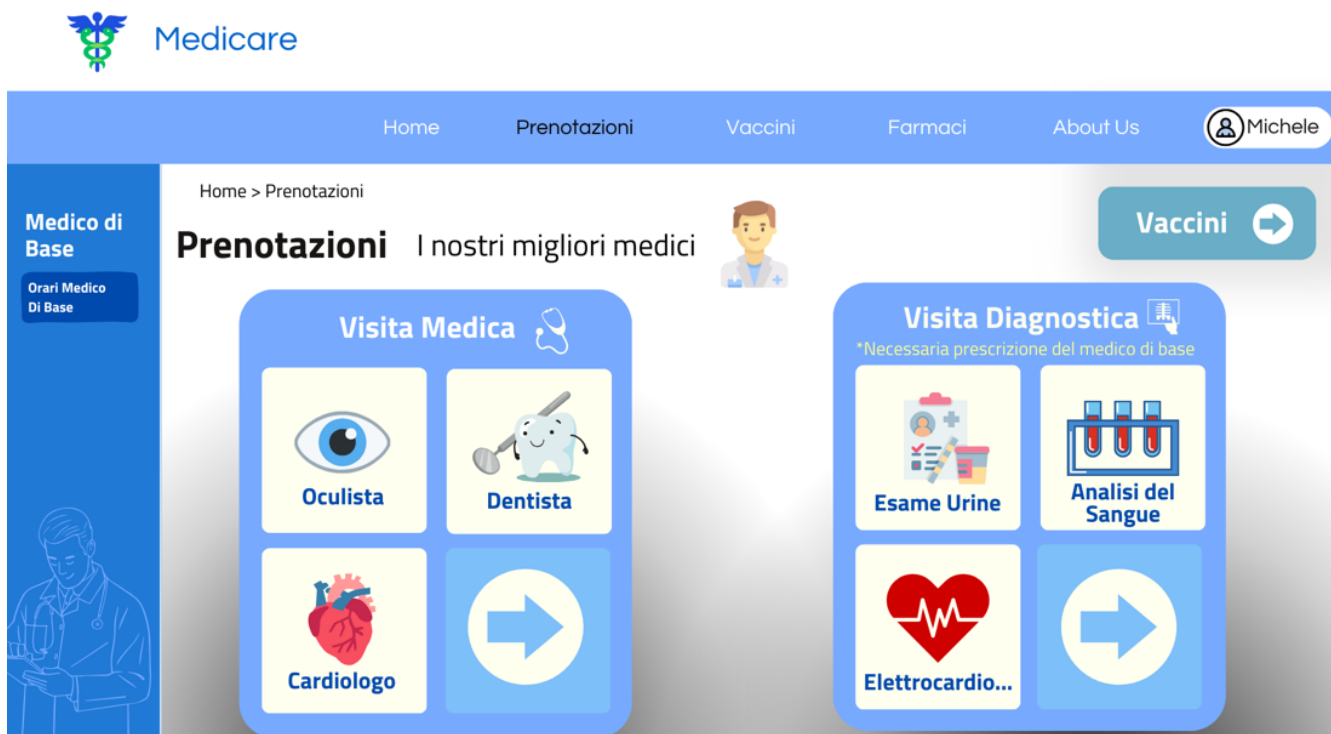 Medicare
Home
Prenotazioni
Vaccini
Farmaci
About Us
Michele
Medico di
Base
Orari Medico
Di Base
Home > Prenotazioni
Prenotazioni
I nostri migliori medici
Vaccini
Visita Medica
Oculista
Dentista
Cardiologo
Visita Diagnostica
*Necessaria prescrizione del medico di base
Esame Urine
Analisi del
Sangue
Elettrocardio...